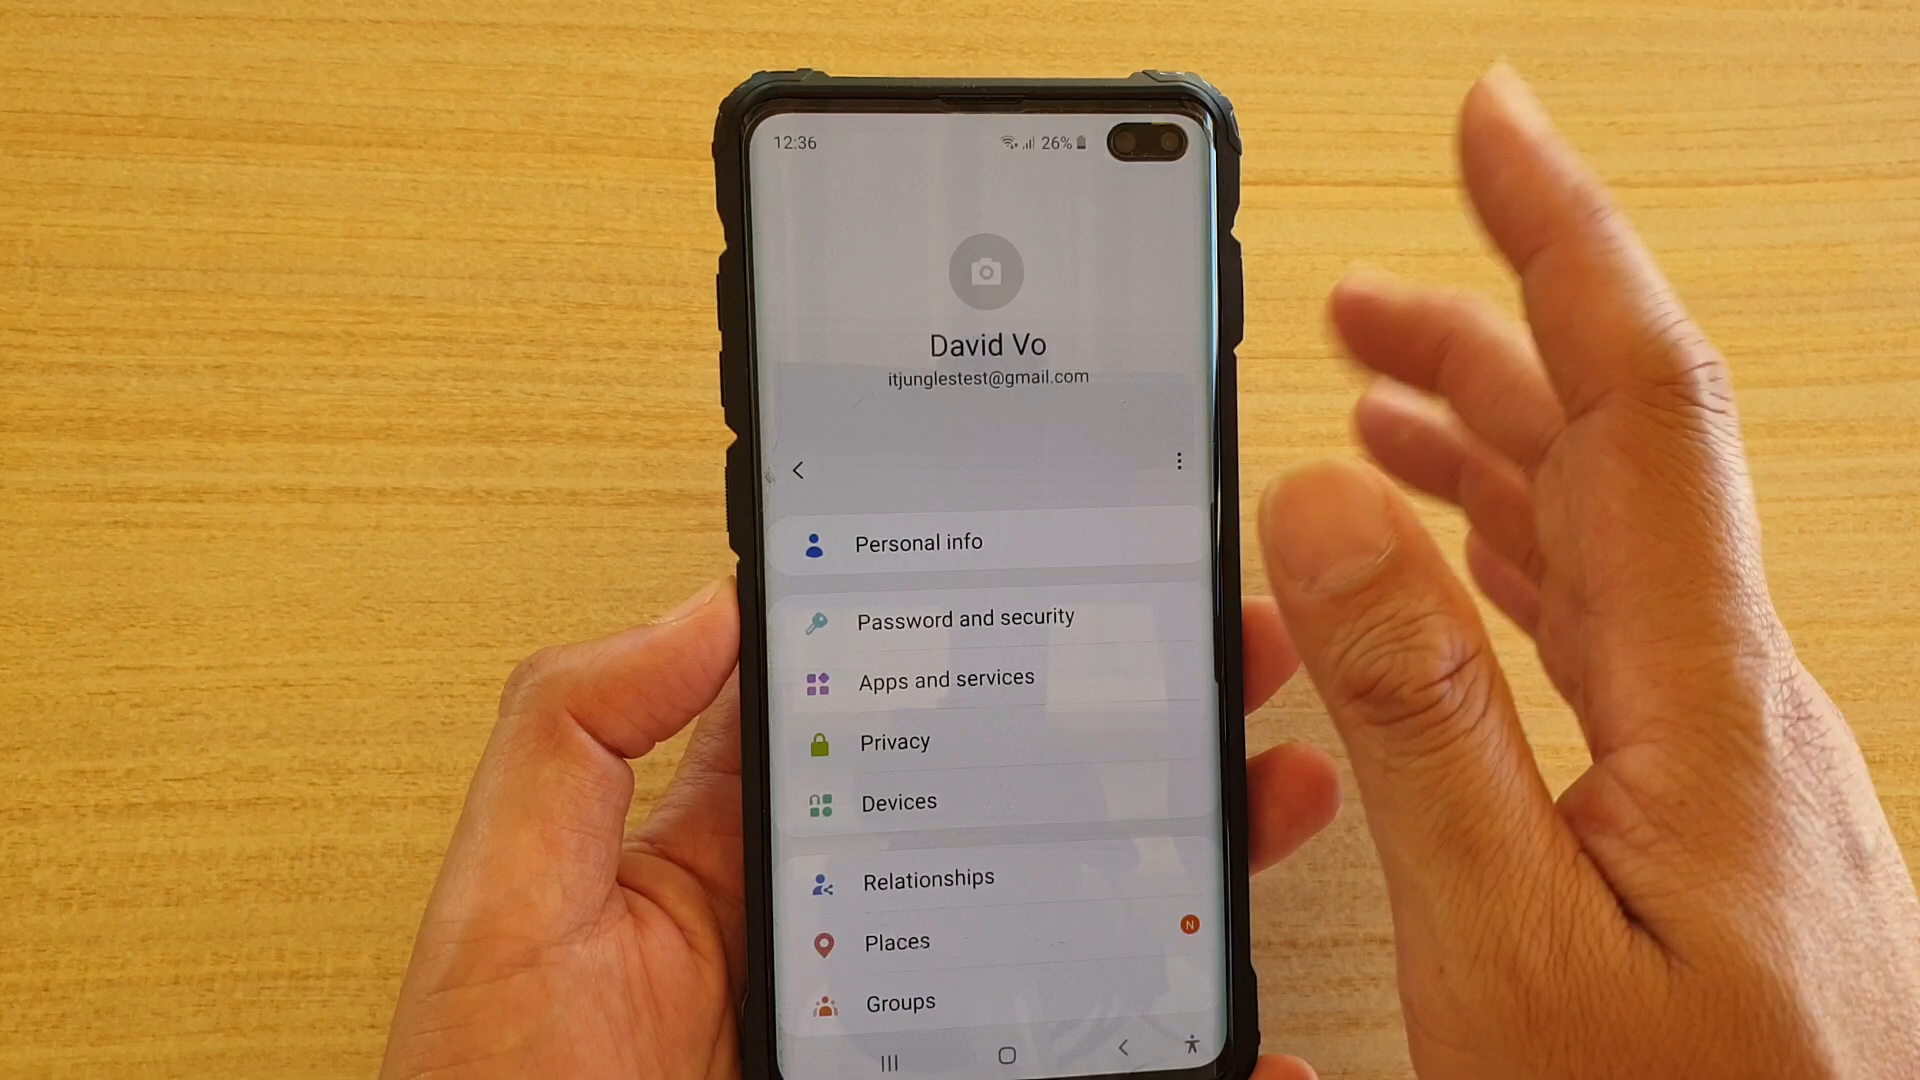 12:36 26%
David Vo
itjunglestest@gmail.com
Personal info
Password and security
Apps and services
Privacy
Devices
Relationships
N
Places
Groups